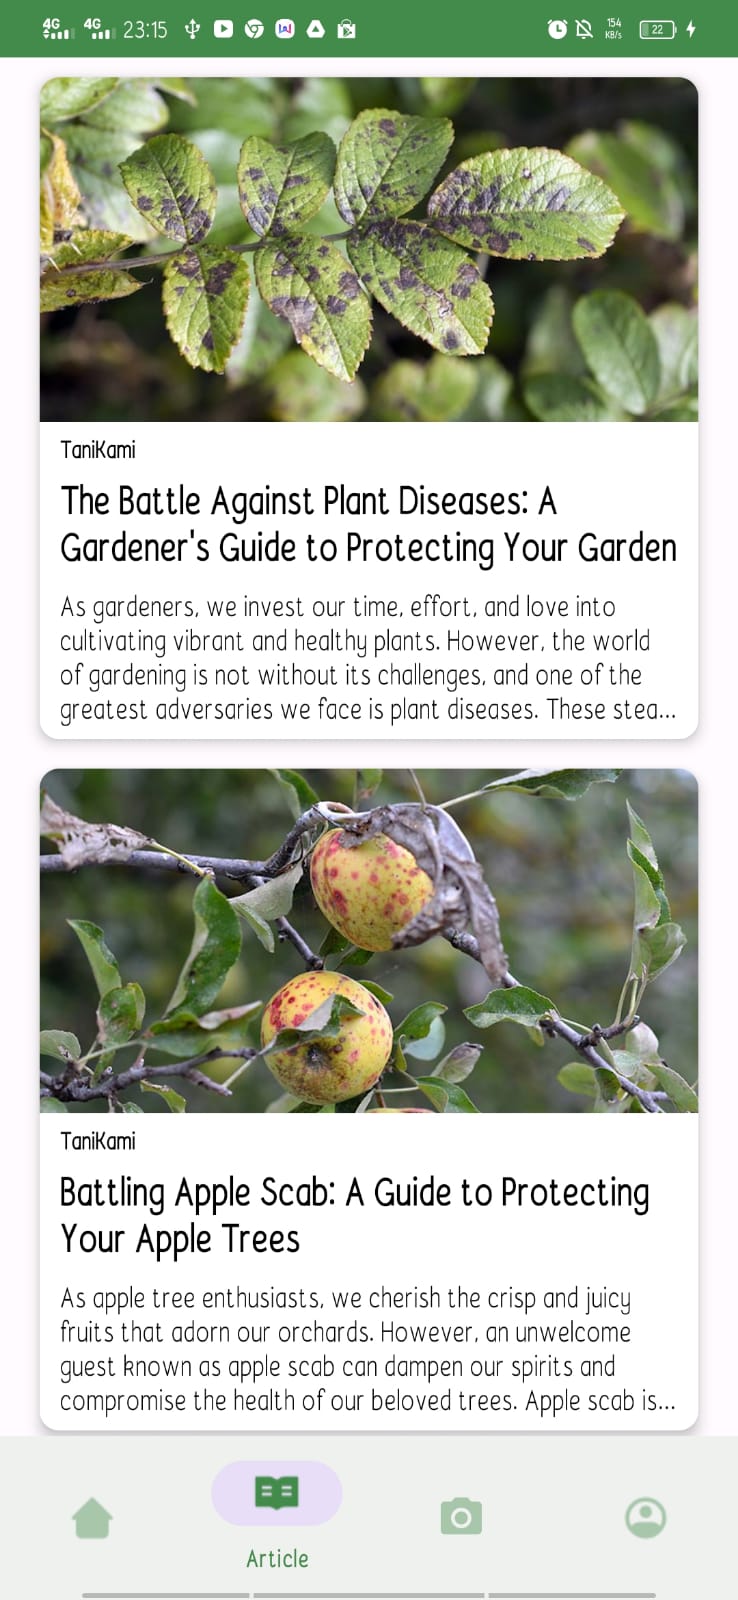 4G 4G 23:15 154 KB/s 22
TaniKami
The Battle Against Plant Diseases: A
Gardener's Guide to Protecting Your Garden
As gardeners, we invest our time, effort, and love into
cultivating vibrant and healthy plants. However, the world
of gardening is not without its challenges, and one of the
greatest adversaries we face is plant diseases. These stea...
TaniKami
Battling Apple Scab: A Guide to Protecting
Your Apple Trees
As apple tree enthusiasts, we cherish the crisp and juicy
fruits that adorn our orchards. However, an unwelcome
guest known as apple scab can dampen our spirits and
compromise the health of our beloved trees. Apple scab is...
Article